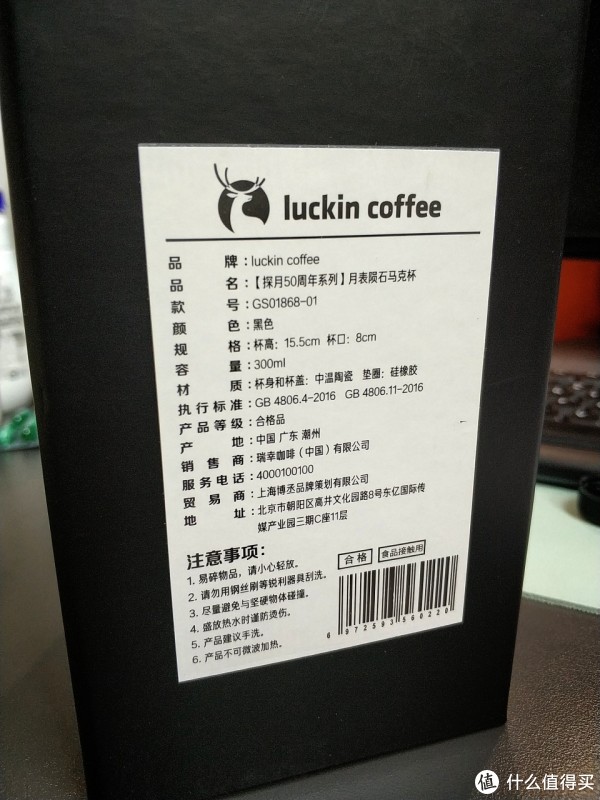 luckin coffee
品牌：luckin coffee
品名：【探月50周年系列】月表陨石马克杯
款号：GS01868-01
颜色：黑色
规格：杯高：15.5cm 杯口：8cm
容量：300ml
材质：杯身和杯盖：中温陶瓷 垫圈：硅橡胶
执行标准：GB 4806.4-2016 GB 4806.11-2016
产品等级：合格品
产地：中国 广东 潮州
销售商：瑞幸咖啡（中国）有限公司
服务电话：4000100100
贸易商：上海博丞品牌策划有限公司
地址：北京市朝阳区高井文化园路8号东亿国际传
媒产业园三期C座11层
注意事项：
1. 易碎物品，请小心轻放。
2. 请勿用钢丝刷等锐利器具刮洗。
3. 尽量避免与坚硬物体碰撞。
4. 盛放热水时谨防烫伤。
5. 产品建议手洗。
6. 产品不可微波加热。
合格 食品接触用
6 972593 560220
值 什么值得买